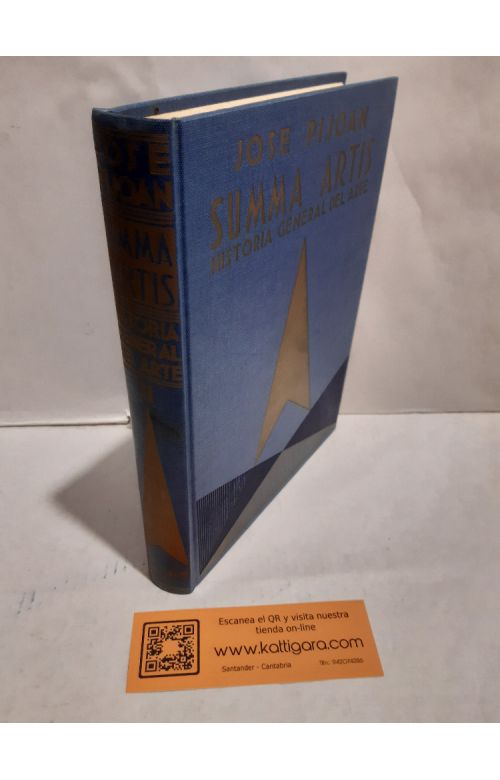 JOSE PIJOAN
SUMMA ARTIS
HISTORIA GENERAL DEL ARTE
JOSE
PIJOAN
SUMMA
ARTIS
HISTORIA
GENERAL
DEL ARTE
Escanea el QR y visita nuestra
tienda on-line
www.kattigara.com
Santander - Cantabria